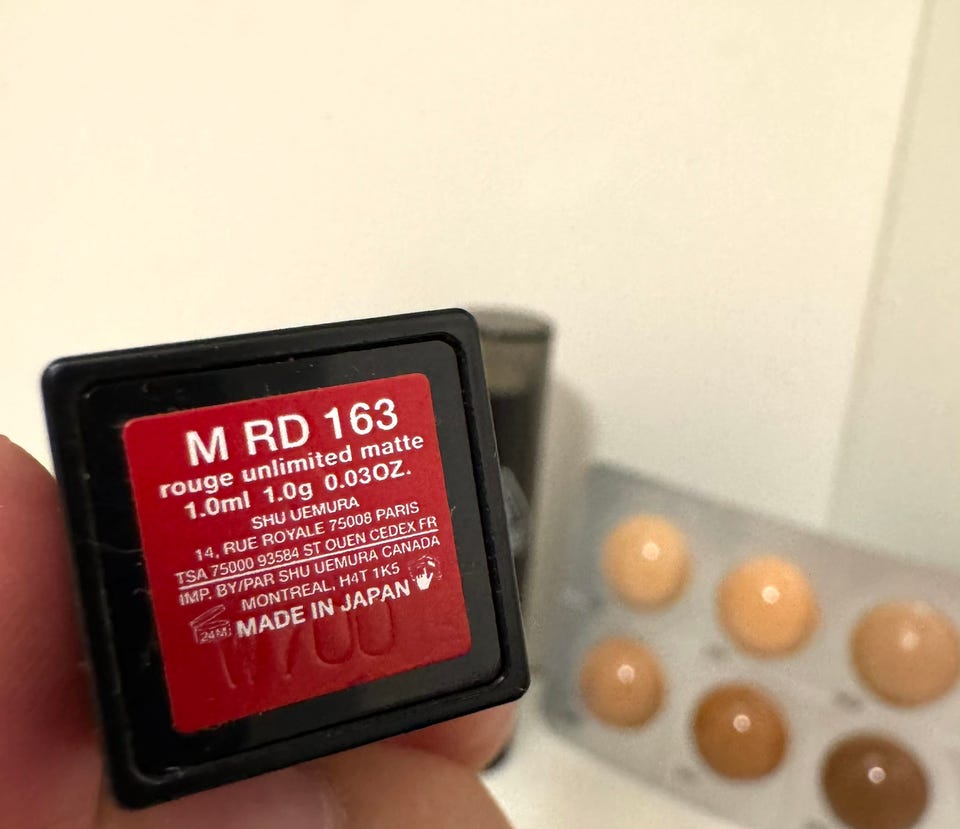 M RD 163
rouge unlimited matte
1.0ml 1.0g 0.03OZ.
SHU UEMURA
14, RUE ROYALE 75008 PARIS
TSA 75000 93584 ST OUEN CEDEX FR
IMP. BY/PAR SHU UEMURA CANADA
MONTREAL, H4T 1K5
24M MADE IN JAPAN